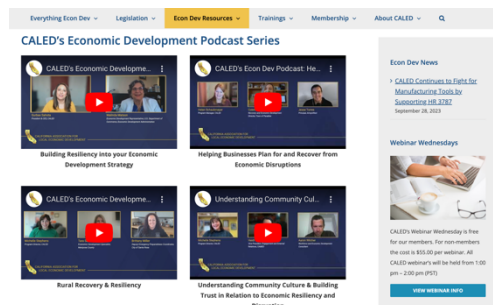 Everything Econ Dev
Legislation
Econ Dev Resources
Trainings
Membership
About CALED
CALED's Economic Development Podcast Series
CALED's Economic Developme...
CALED's Econ Dev Podcast: He...
Building Resiliency into your Economic
Development Strategy
Helping Businesses Plan for and Recover from
Economic Disruptions
CALED's Economic Developme...
Understanding Community Cul...
Rural Recovery & Resiliency
Understanding Community Culture & Building
Trust in Relation to Economic Resiliency and
Econ Dev News
CALED Continues to Fight for
Manufacturing Tools by
Supporting HR 3787
September 28, 2023
Webinar Wednesdays
CALED's Webinar Wednesday is free
for our members. For non-members
the cost is $55.00 per webinar. All
CALED webinar's will be held from 1:00
pm – 2:00 pm (PST)
VIEW WEBINAR INFO